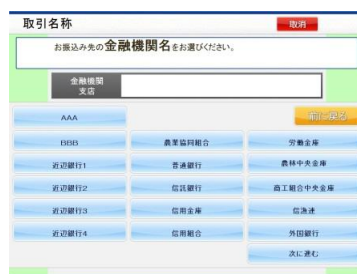 取引名称
取消
お振込み先の金融機関名をお選びください。
金融機関
支店
AAA
前に戻る
BBB
農業協同組合
労働金庫
近辺銀行1
普通銀行
農林中央金庫
近辺銀行2
信託銀行
商工組合中央金庫
近辺銀行3
信用金庫
信漁連
近辺銀行4
信用組合
外国銀行
次に進む